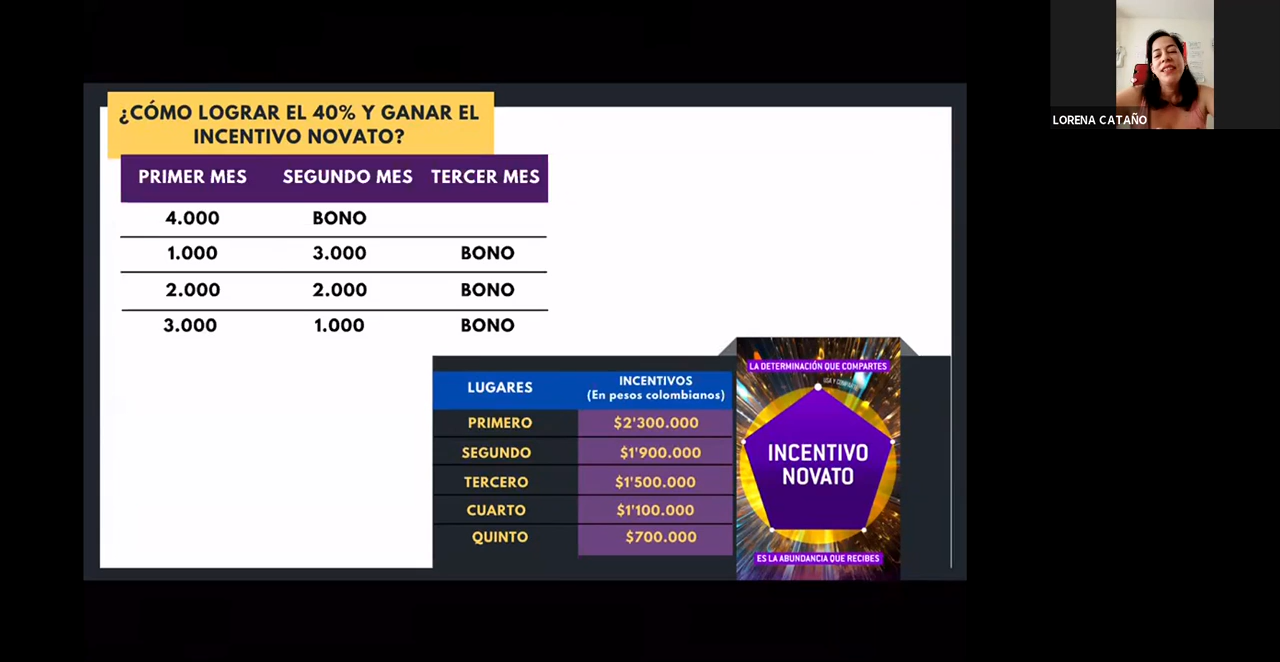 ¿CÓMO LOGRAR EL 40% Y GANAR EL
INCENTIVO NOVATO?
PRIMER MES SEGUNDO MES TERCER MES
4.000 BONO
1.000 3.000 BONO
2.000 2.000 BONO
3.000 1.000 BONO
LUGARES INCENTIVOS
(En pesos colombianos)
PRIMERO $2'300.000
SEGUNDO $1'900.000
TERCERO $1'500.000
CUARTO $1'100.000
QUINTO $700.000
LA DETERMINACIÓN QUE COMPARTES
INCENTIVO
NOVATO
ES LA ABUNDANCIA QUE RECIBES
LORENA CATAÑO